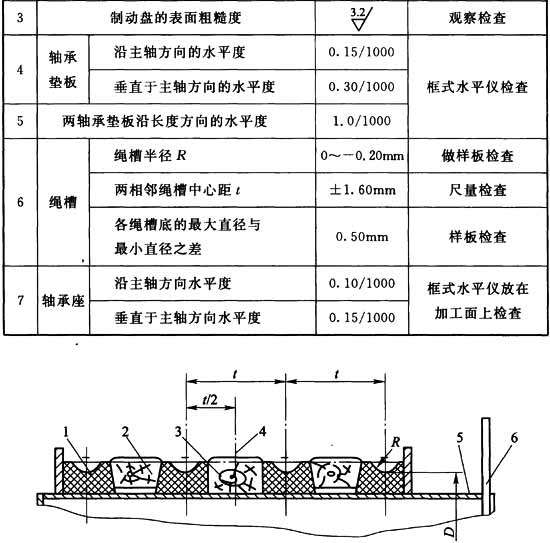 3 制动盘的表面粗糙度 3.2/ 观察检查
4 轴承垫板 沿主轴方向的水平度 0.15/1000 框式水平仪检查
垂直于主轴方向的水平度 0.30/1000
5 两轴承垫板沿长度方向的水平度 1.0/1000
6 绳槽 绳槽半径R 0~-0.20mm 做样板检查
两相邻绳槽中心距t ±1.60mm 尺量检查
各绳槽底的最大直径与
最小直径之差 0.50mm 样板检查
7 轴承座 沿主轴方向水平度 0.10/1000 框式水平仪放在
加工面上检查
垂直于主轴方向水平度 0.15/1000
t t
t/2
1 2 3 4 R 5 6
D